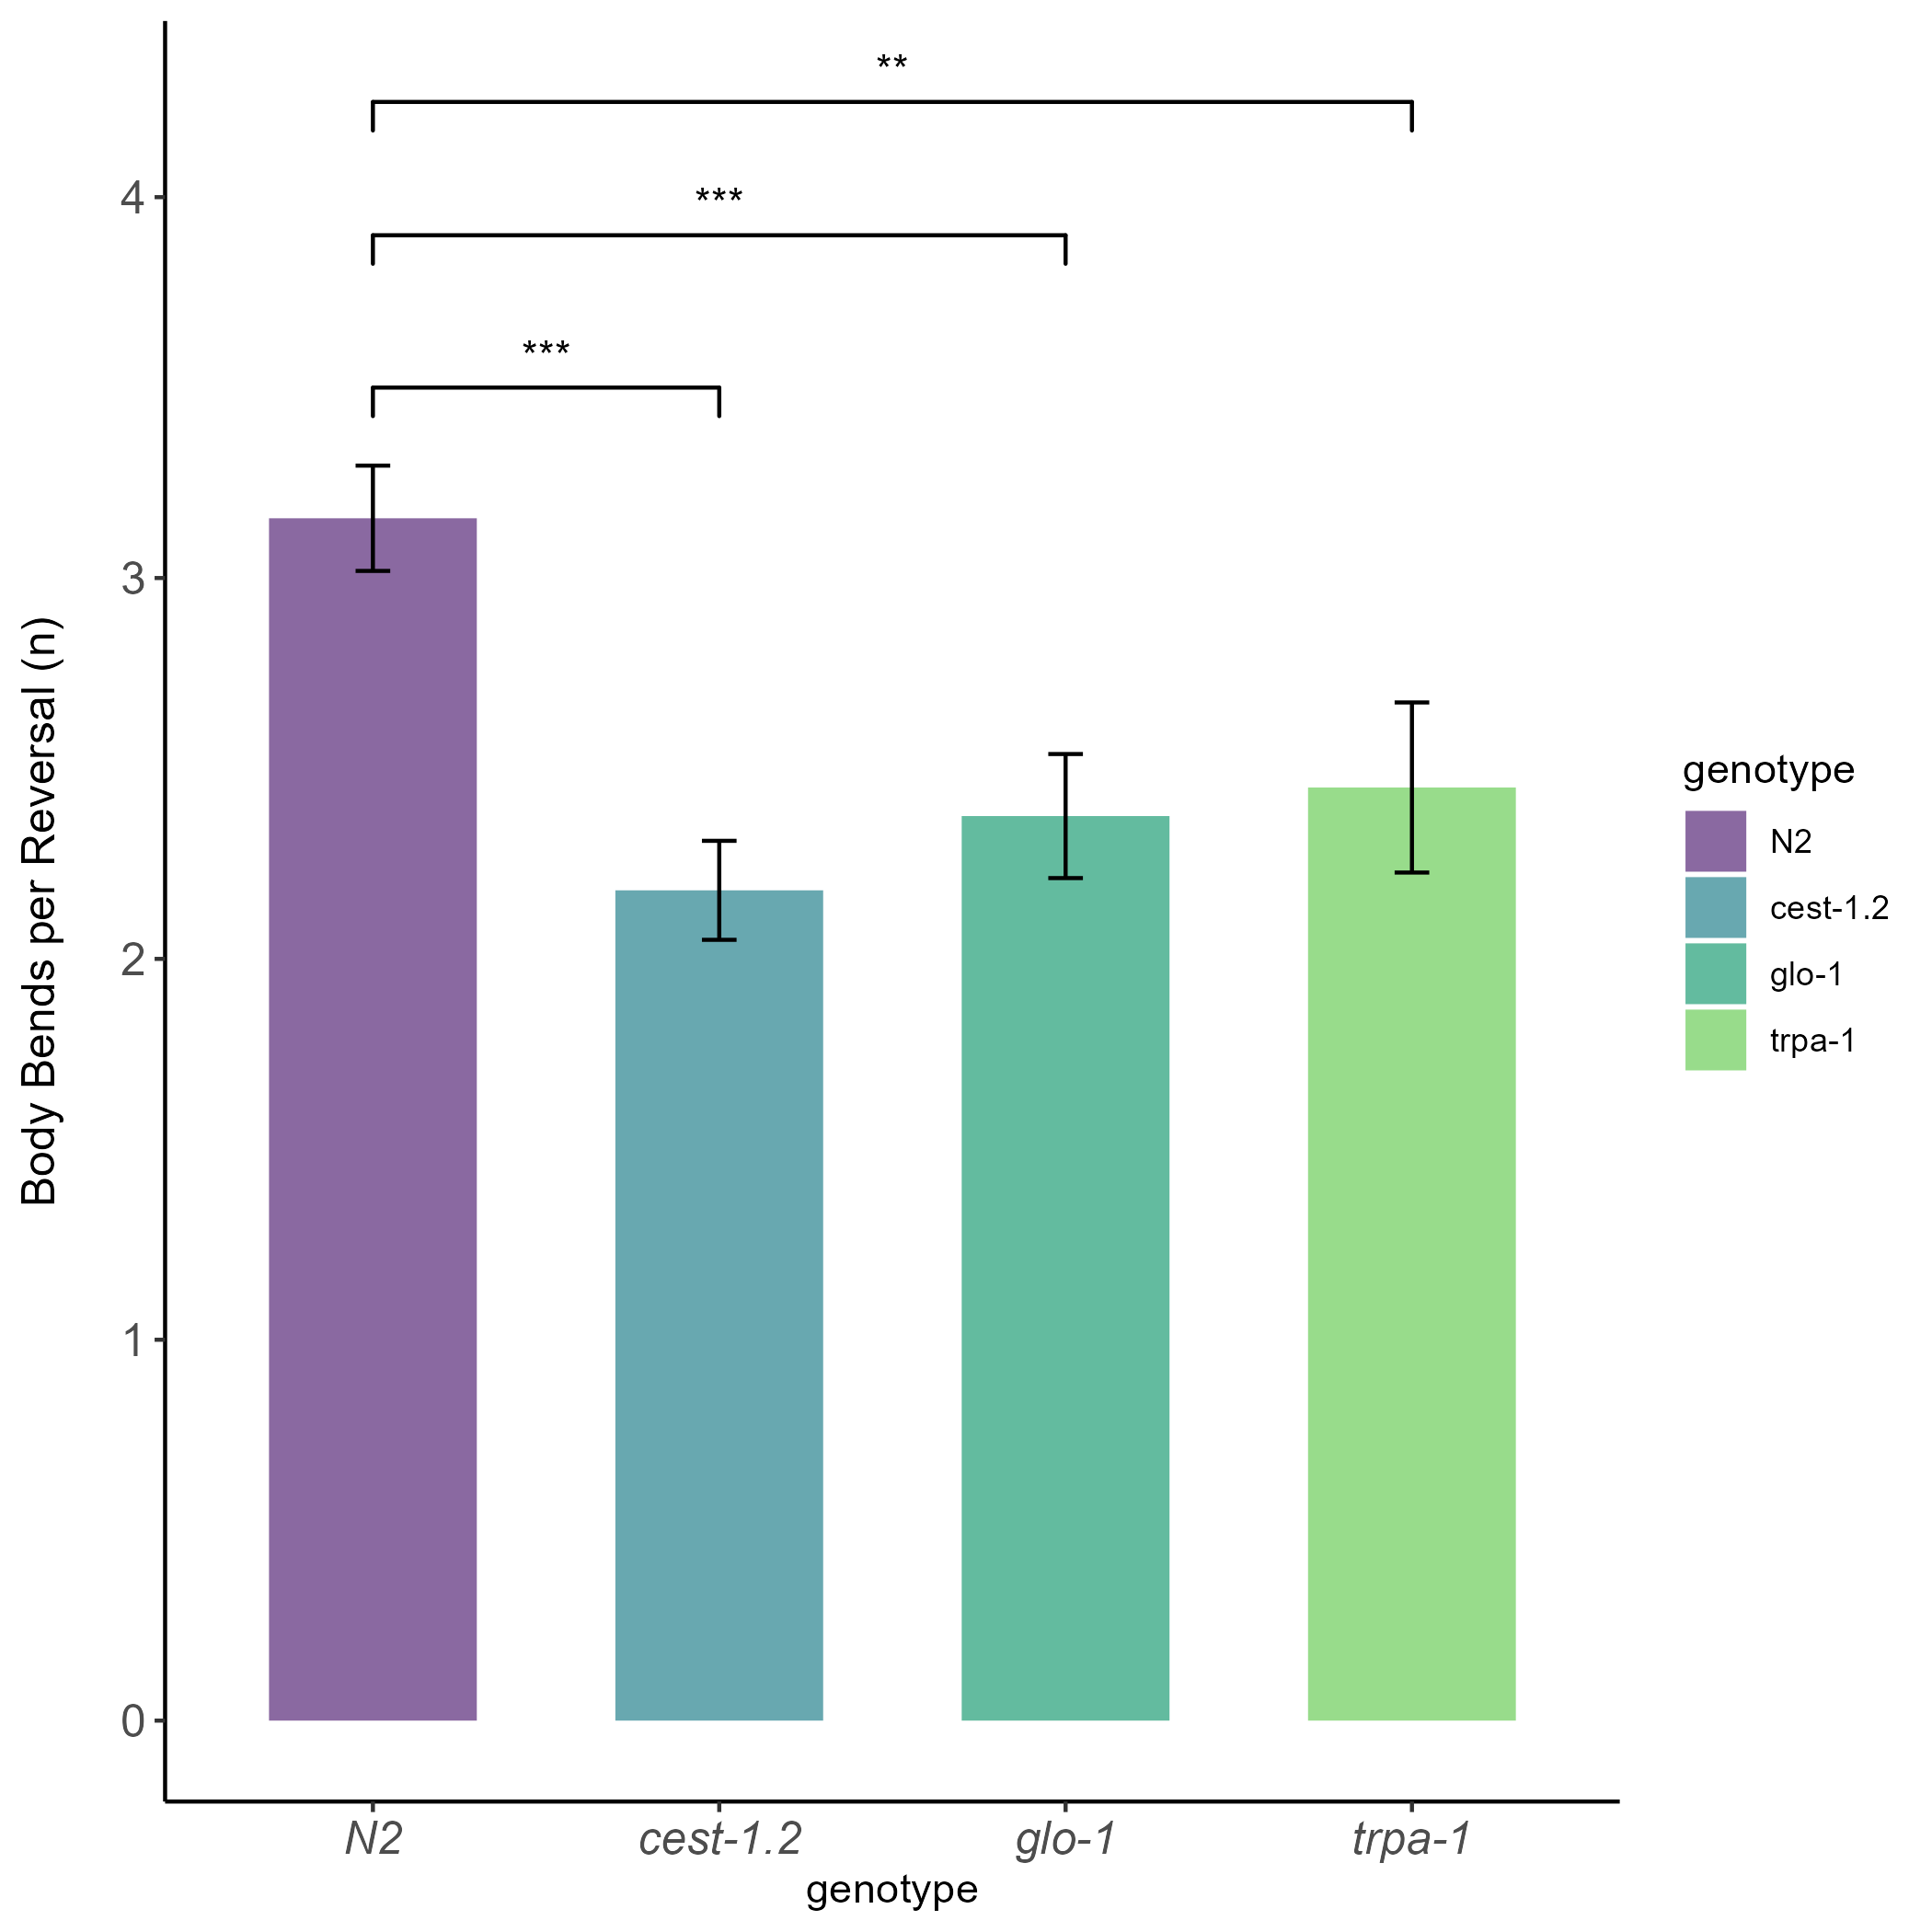 **
4
***
***
3
Body Bends per Reversal (n)
2
1
0
genotype
N2
cest-1.2
glo-1
trpa-1
N2 cest-1.2 glo-1 trpa-1
genotype